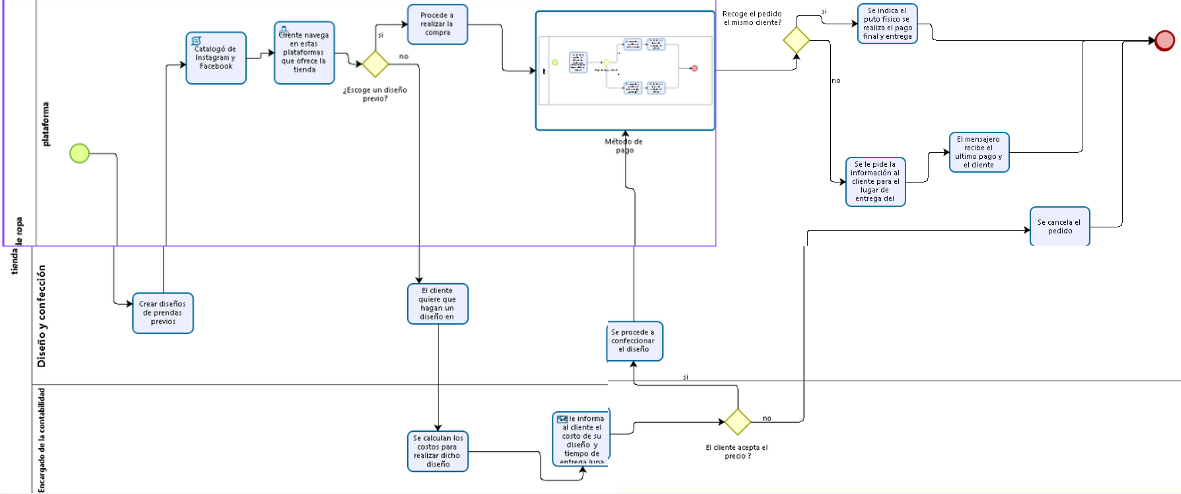 tienda de ropa
plataforma
Catalogó de
Instagram y
Facebook
Cliente navega
en estas
plataformas
que ofrece la
tienda
si
no
¿Escoge un diseño
previo?
Procede a
realizar la
compra
Método de
pago
Recoge el pedido
el mismo cliente?
si
no
Se indica el
puto físico se
realiza el pago
final y entrega
Se le pide la
información al
cliente para el
lugar de
entrega del
El mensajero
recibe el
ultimo pago y
el cliente
Se cancela el
pedido
Diseño y confección
Crear diseños
de prendas
previos
El cliente
quiere que
hagan un
diseño en
Se procede a
confeccionar
el diseño
Encargado de la contabilidad
Se calculan los
costos para
realizar dicho
diseño
Se le informa
al cliente el
costo de su
diseño y
tiempo de
entrega
si
no
El cliente acepta el
precio ?